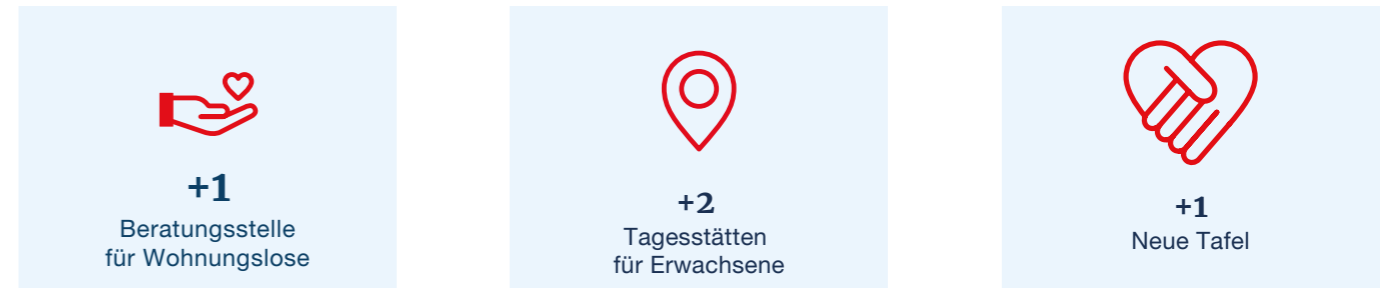 +1
Beratungsstelle
für Wohnungslose
+2
Tagesstätten
für Erwachsene
+1
Neue Tafel